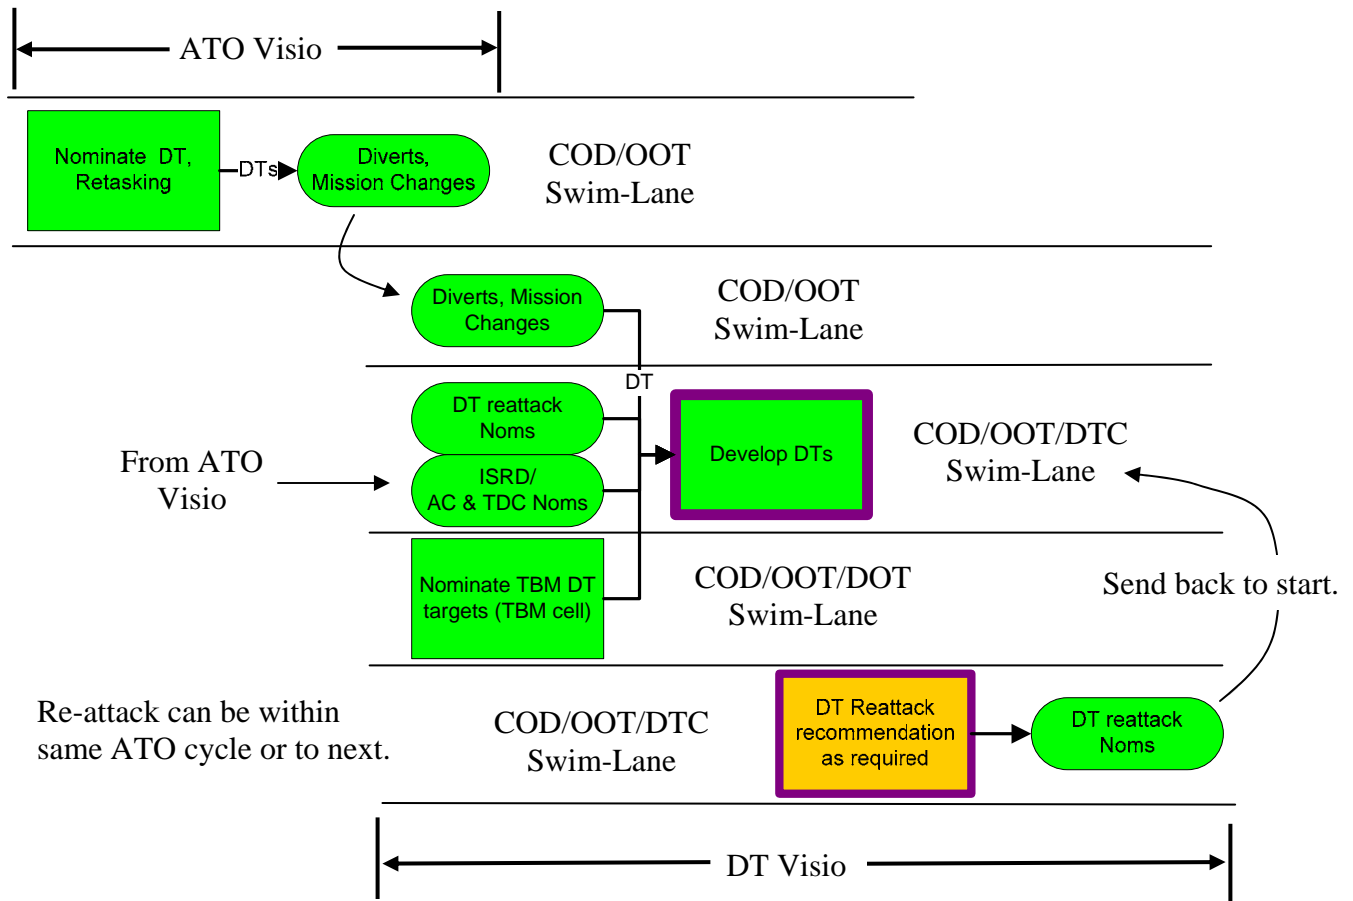 ATO Visio
Nominate DT,
Retasking
DTs
Diverts,
Mission Changes
COD/OOT
Swim-Lane
Diverts, Mission
Changes
COD/OOT
Swim-Lane
DT
DT reattack
Noms
ISRD/
AC & TDC Noms
Develop DTs
COD/OOT/DTC
Swim-Lane
From ATO
Visio
Nominate TBM DT
targets (TBM cell)
COD/OOT/DOT
Swim-Lane
Send back to start.
Re-attack can be within
same ATO cycle or to next.
COD/OOT/DTC
Swim-Lane
DT Reattack
recommendation
as required
DT reattack
Noms
DT Visio